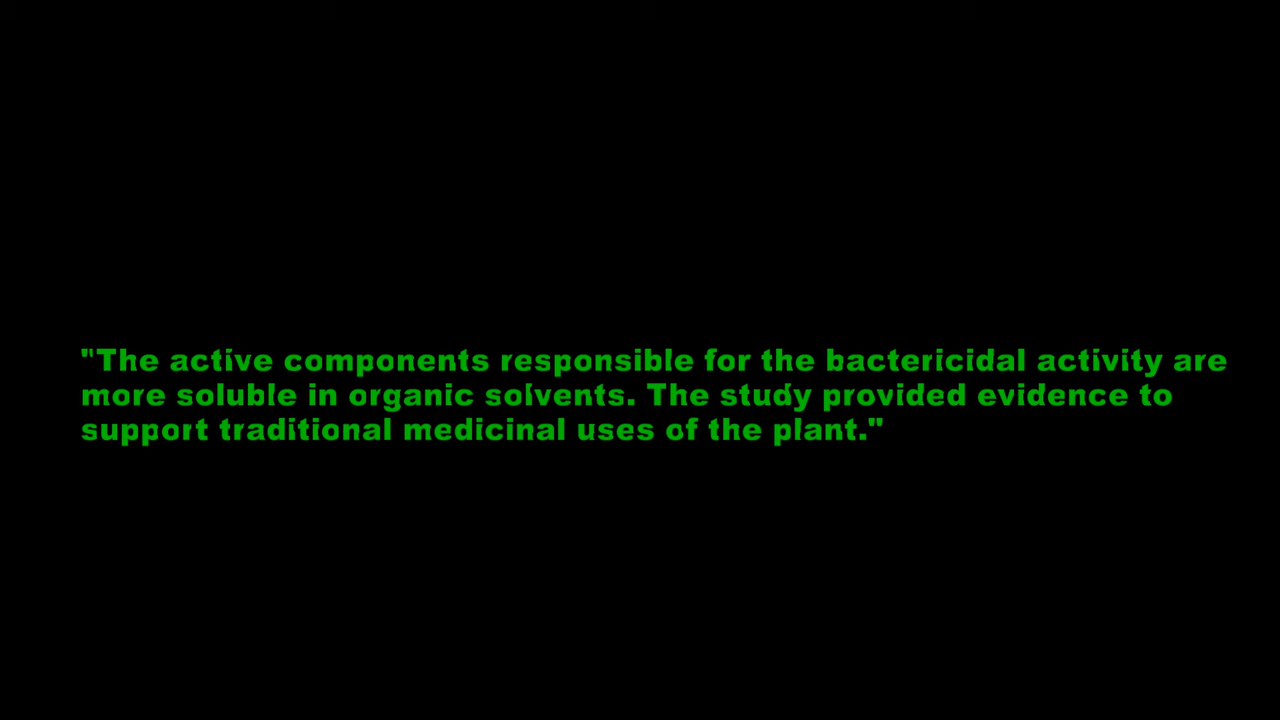 "The active components responsible for the bactericidal activity are
more soluble in organic solvents. The study provided evidence to
support traditional medicinal uses of the plant."